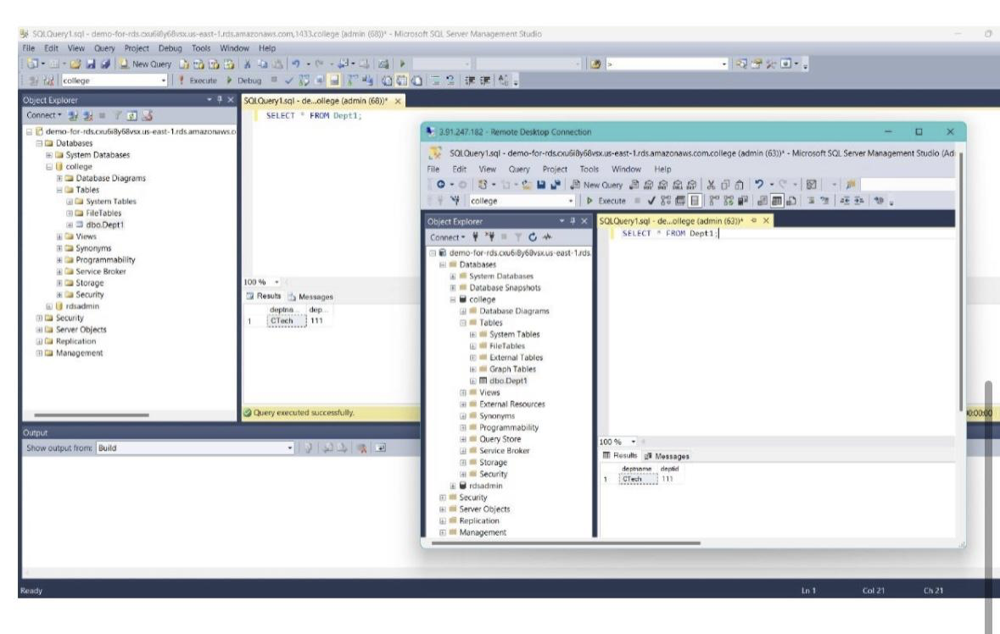 SQLQuery1.sql - demo-for-rds.cxu6i8y68vsx.us-east-1.rds.amazonaws.com,1433.college (admin (68))* - Microsoft SQL Server Management Studio
File Edit View Query Project Debug Tools Window Help
New Query
college Execute Debug
Object Explorer
Connect
demo-for-rds.cxu6i8y68vsx.us-east-1.rds.amazonaws.c
Databases
System Databases
college
Database Diagrams
Tables
System Tables
FileTables
dbo.Dept1
Views
Synonyms
Programmability
Service Broker
Storage
Security
rdsadmin
Security
Server Objects
Replication
Management
SQLQuery1.sql - de...ollege (admin (68))*
SELECT * FROM Dept1;
100 %
Results Messages
deptna... dep...
1 CTech 111
Query executed successfully.
00:00:00
Output
Show output from: Build
Ready Ln 1 Col 21 Ch 21
3.91.247.182 - Remote Desktop Connection
SQLQuery1.sql - demo-for-rds.cxu6i8y68vsx.us-east-1.rds.amazonaws.com.college (admin (63))* - Microsoft SQL Server Management Studio (Ad
File Edit View Query Project Tools Window Help
New Query
college Execute
Object Explorer
Connect
demo-for-rds.cxu6i8y68vsx.us-east-1.rds.
Databases
System Databases
Database Snapshots
college
Database Diagrams
Tables
System Tables
FileTables
External Tables
Graph Tables
dbo.Dept1
Views
External Resources
Synonyms
Programmability
Query Store
Service Broker
Storage
Security
rdsadmin
Security
Server Objects
Replication
Management
SQLQuery1.sql - de...ollege (admin (63))*
SELECT * FROM Dept1;
100 %
Results Messages
deptname deptid
1 CTech 111